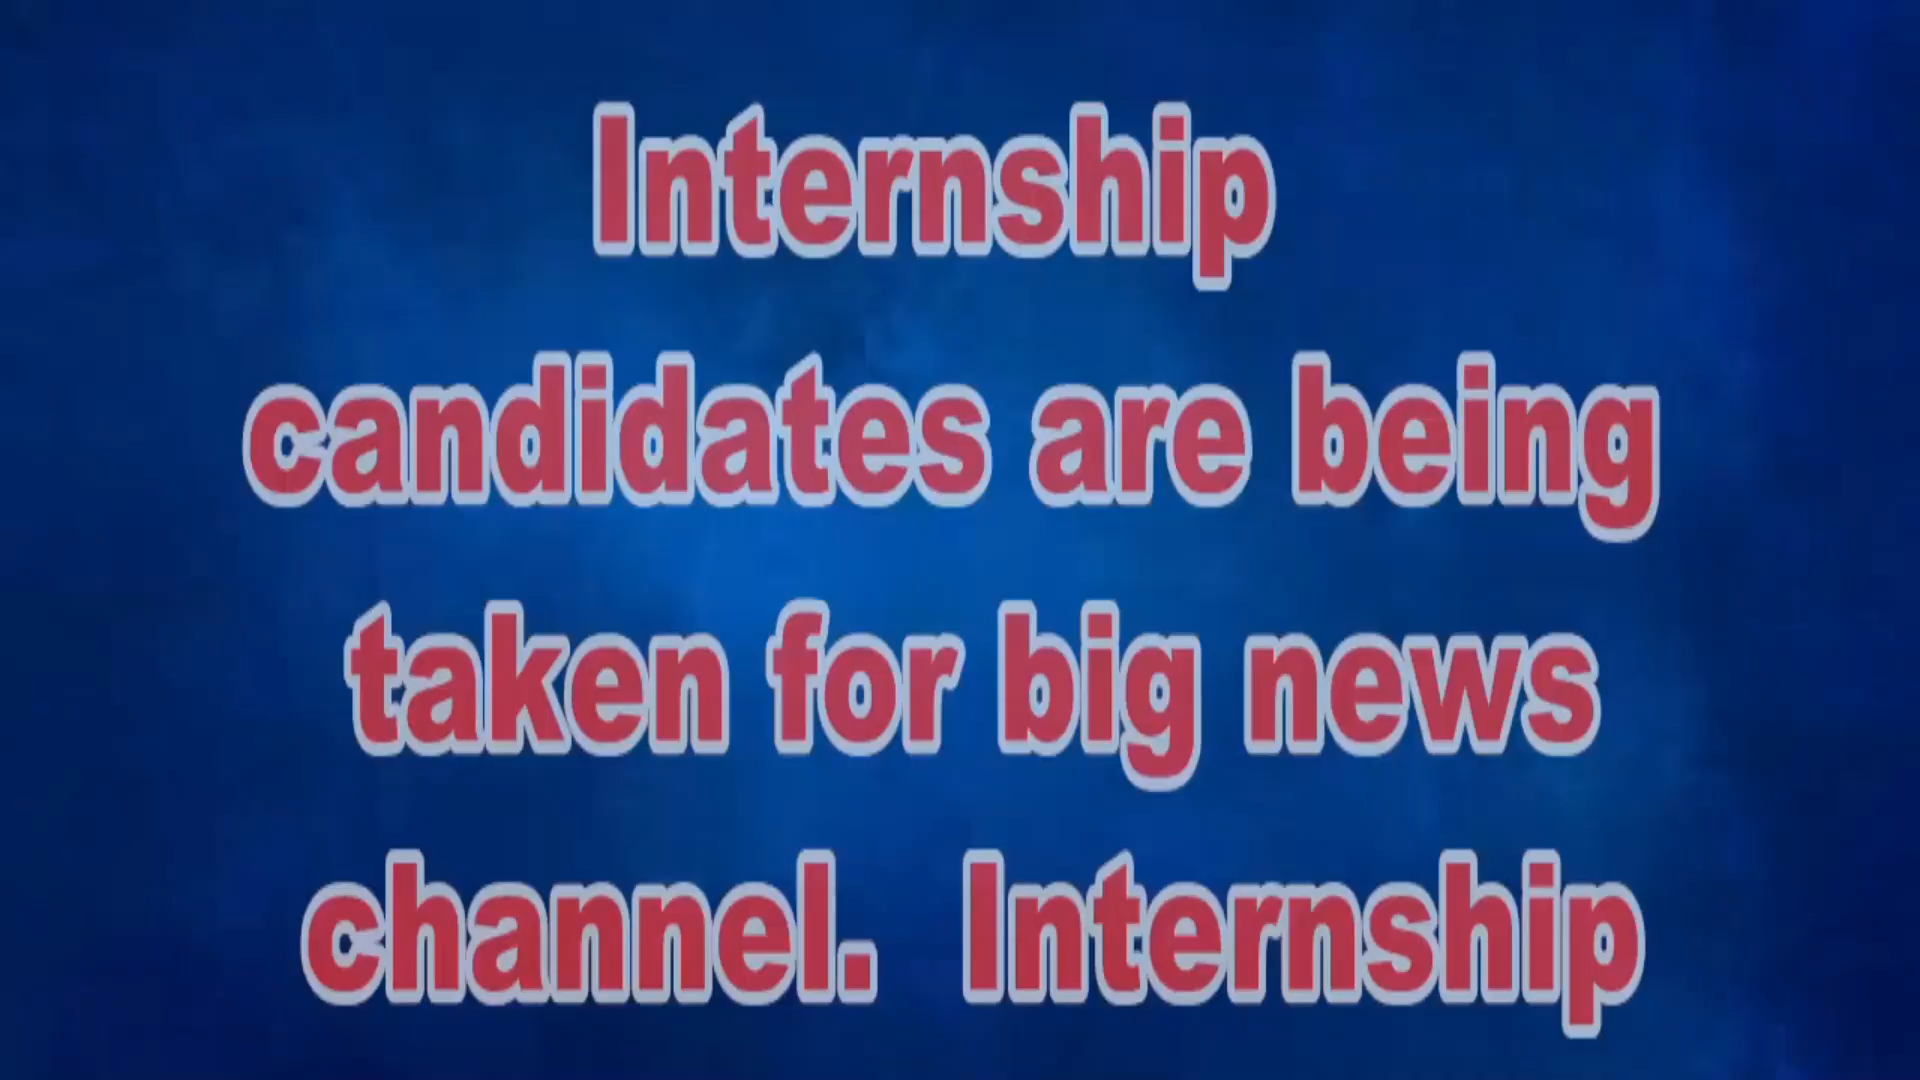 Internship
candidates are being
taken for big news
channel.  Internship